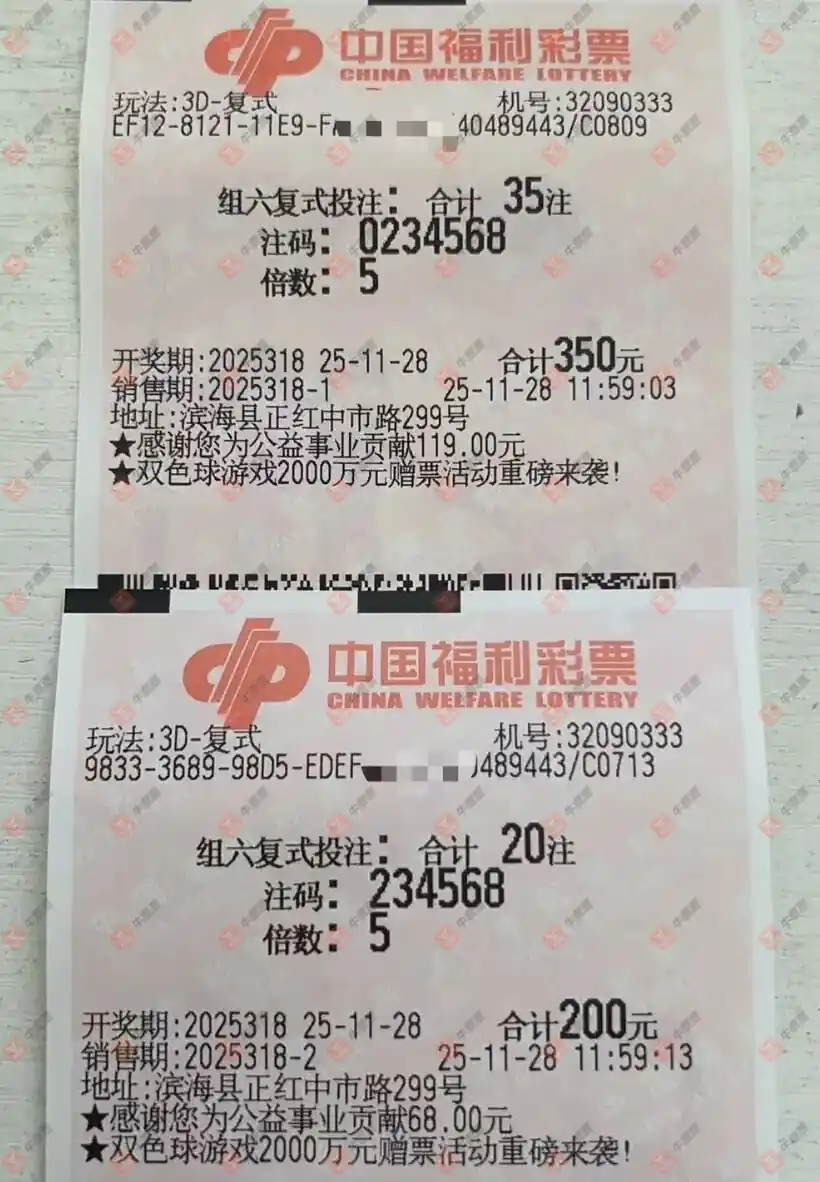 中国福利彩票
CHINA WELFARE LOTTERY
玩法:3D-复式 机号:32090333
EF12-8121-11E9-F 40489443/C0809
组六复式投注: 合计 35注
注码: 0234568
倍数: 5
开奖期:2025318 25-11-28 合计350元
销售期:2025318-1 25-11-28 11:59:03
地址:滨海县正红中市路299号
★感谢您为公益事业贡献119.00元
★双色球游戏2000万元赠票活动重磅来袭!
中国福利彩票
CHINA WELFARE LOTTERY
玩法:3D-复式 机号:32090333
9833-3689-98D5-EDEF 489443/C0713
组六复式投注: 合计 20注
注码: 234568
倍数: 5
开奖期:2025318 25-11-28 合计200元
销售期:2025318-2 25-11-28 11:59:13
地址:滨海县正红中市路299号
★感谢您为公益事业贡献68.00元
★双色球游戏2000万元赠票活动重磅来袭!